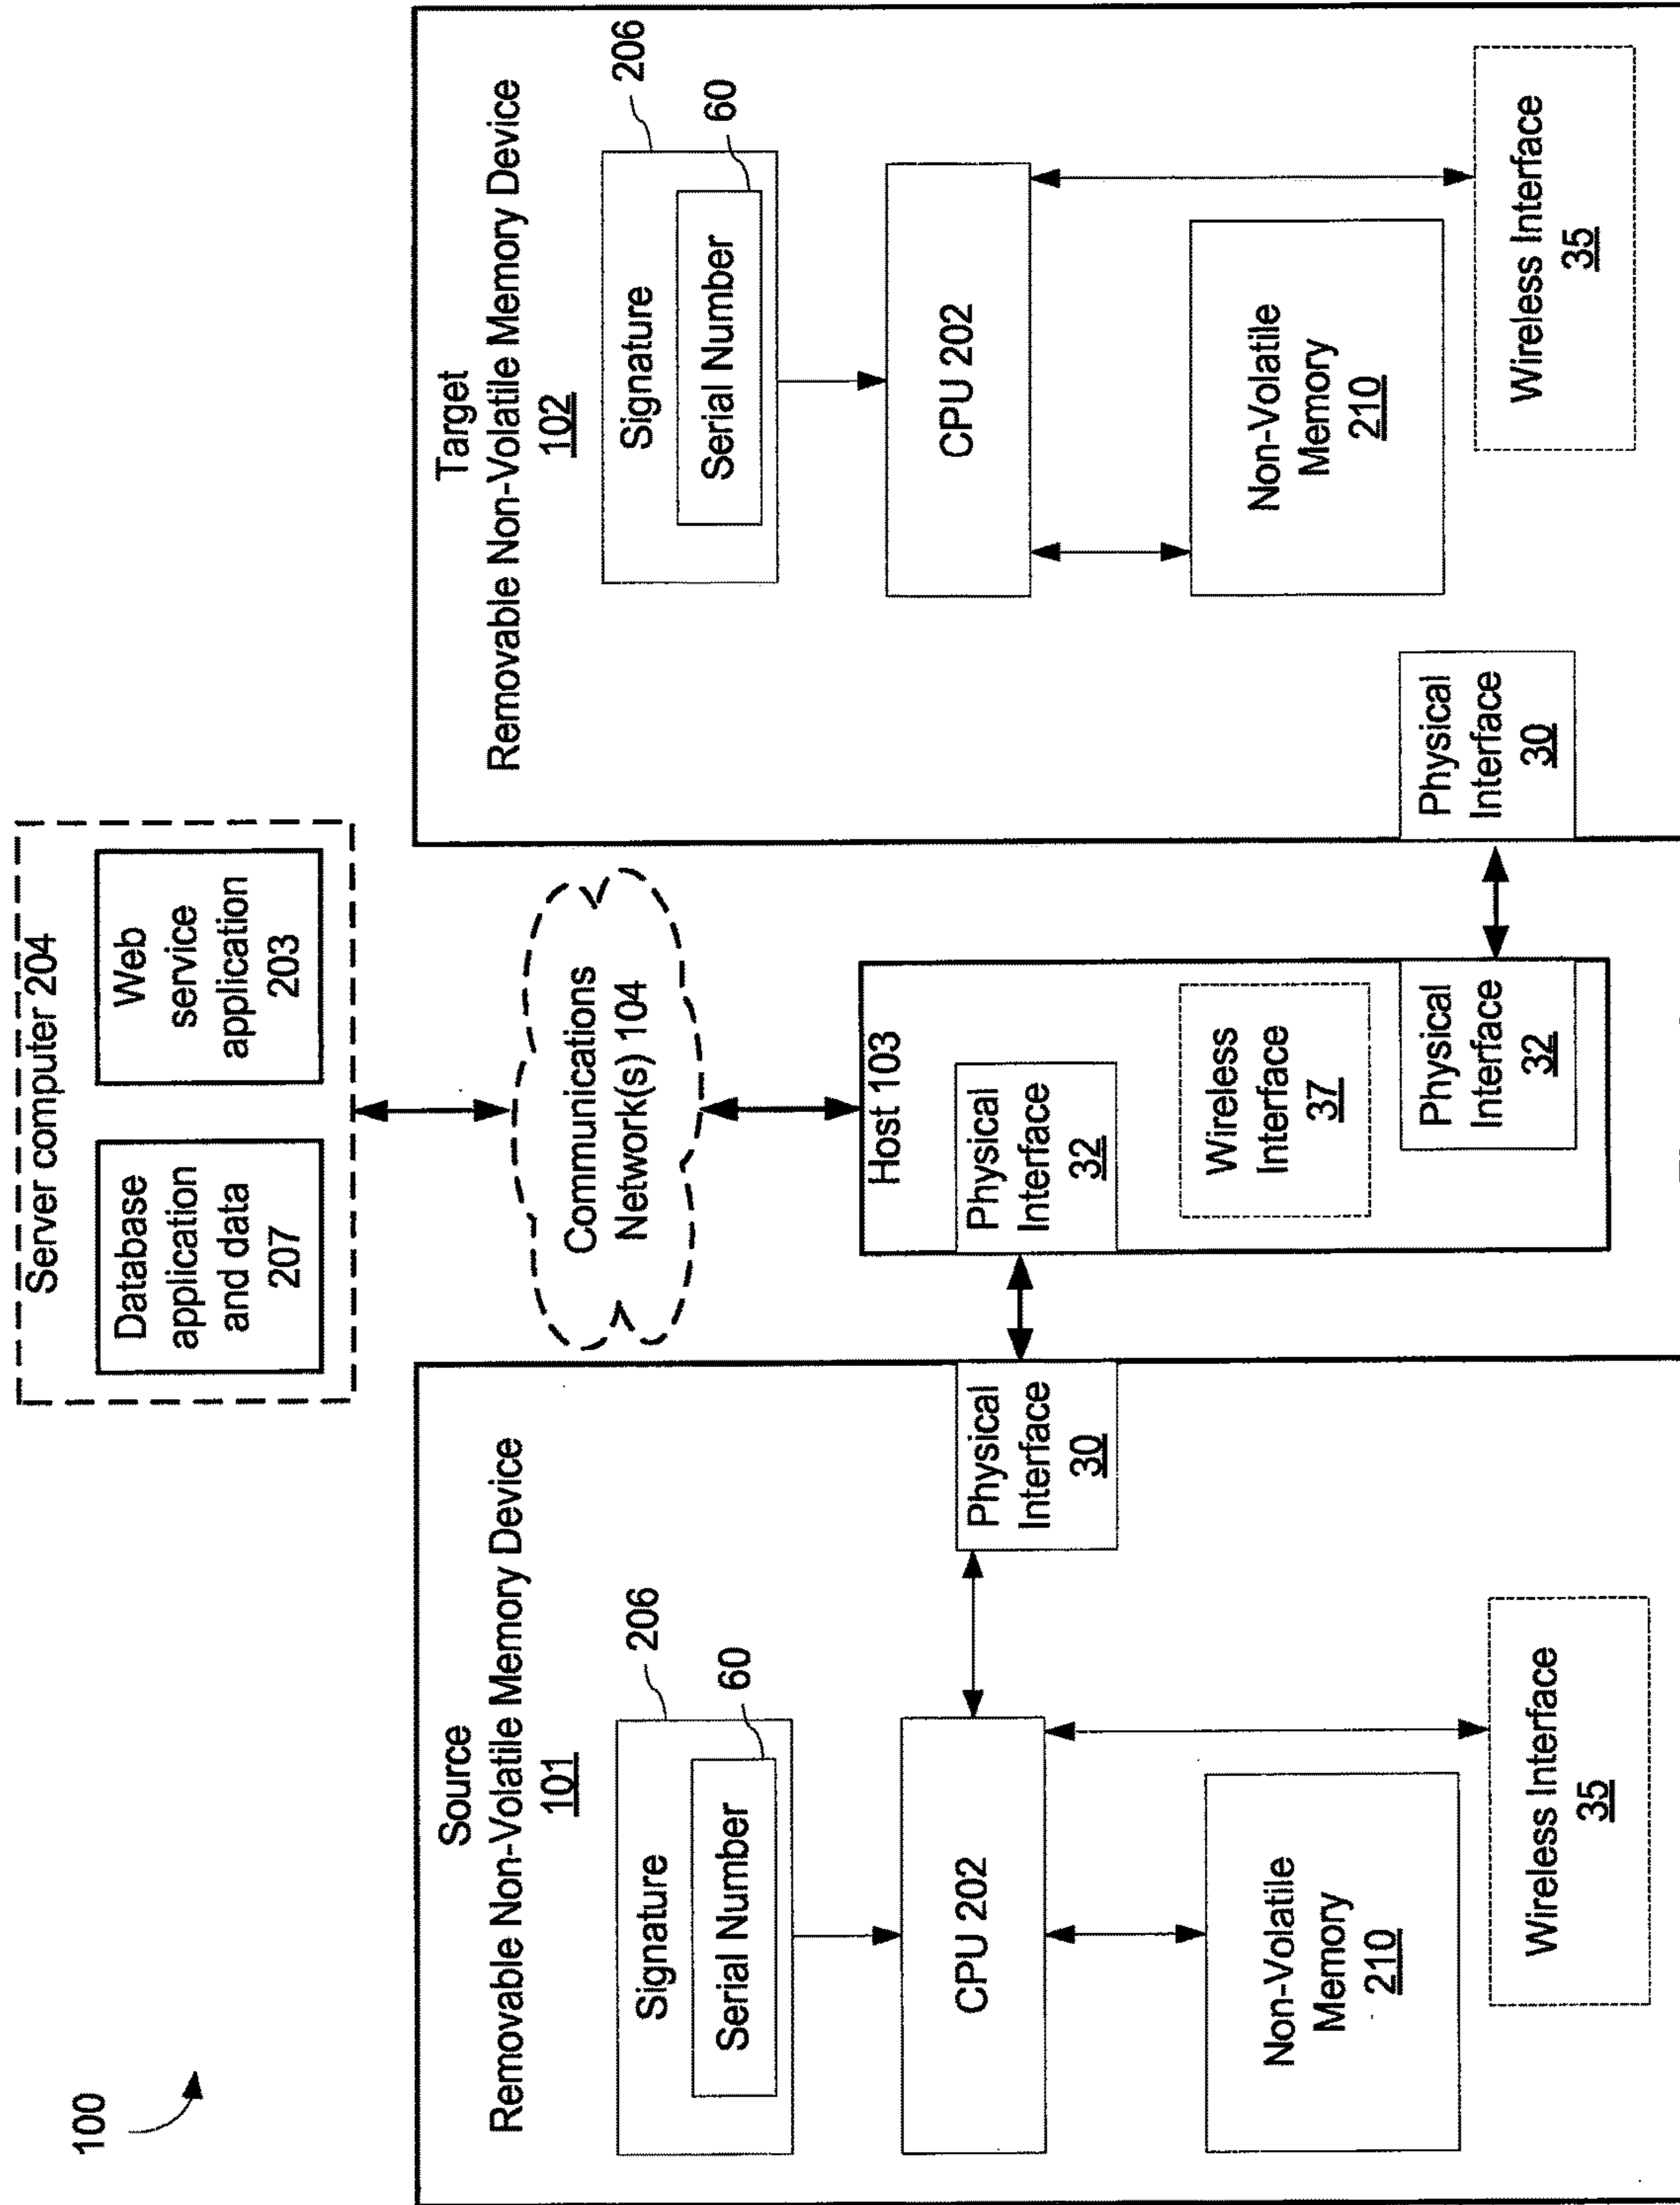 100
Server computer 204
Database
application
and data
207
Web
service
application
203
Communications
Network(s) 104
Source
Removable Non-Volatile Memory Device
101
206
Signature
60
Serial Number
CPU 202
Non-Volatile
Memory
210
Wireless Interface
35
Physical
Interface
30
Host 103
Physical
Interface
32
Wireless
Interface
37
Physical
Interface
32
Target
Removable Non-Volatile Memory Device
102
206
Signature
60
Serial Number
CPU 202
Non-Volatile
Memory
210
Physical
Interface
30
Wireless Interface
35